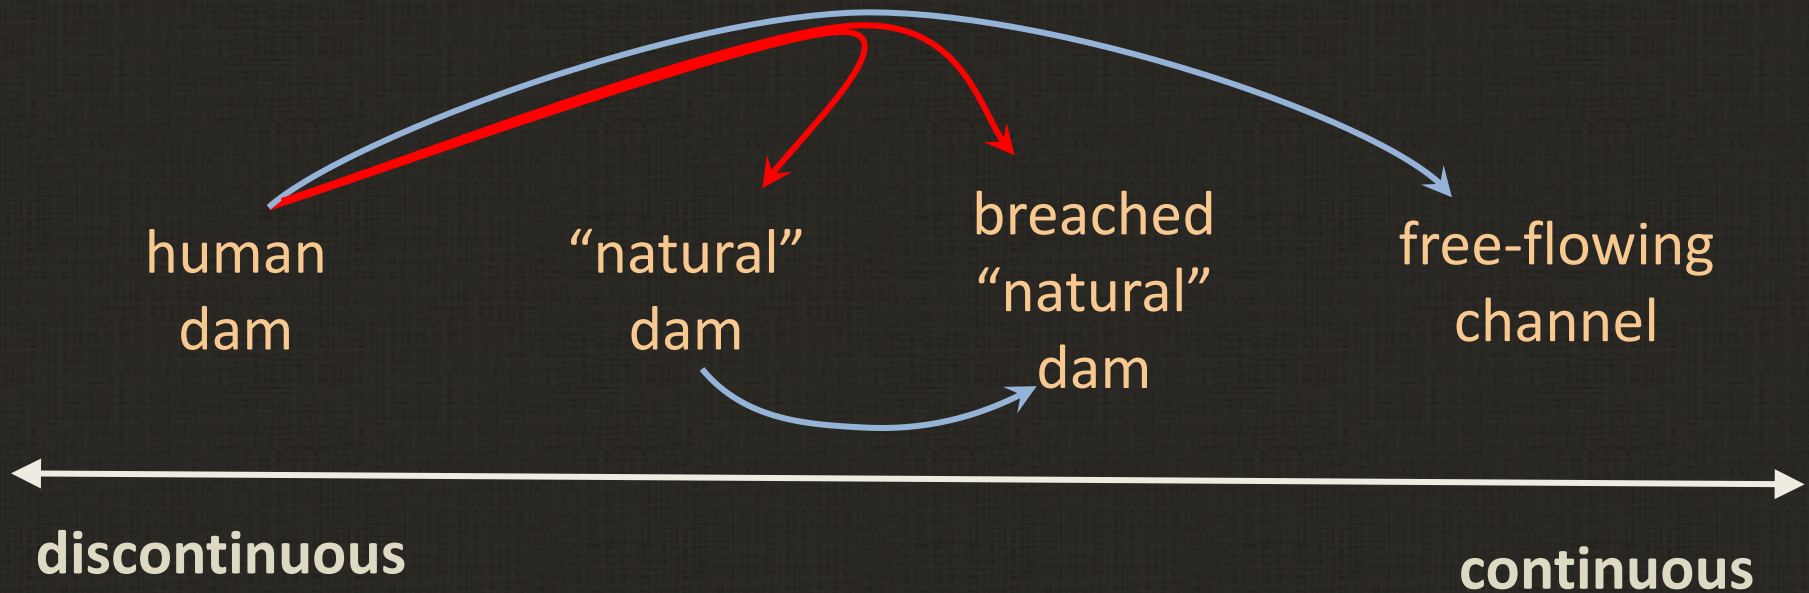 human
dam
“natural”
dam
breached
“natural”
dam
free-flowing
channel
discontinuous
continuous